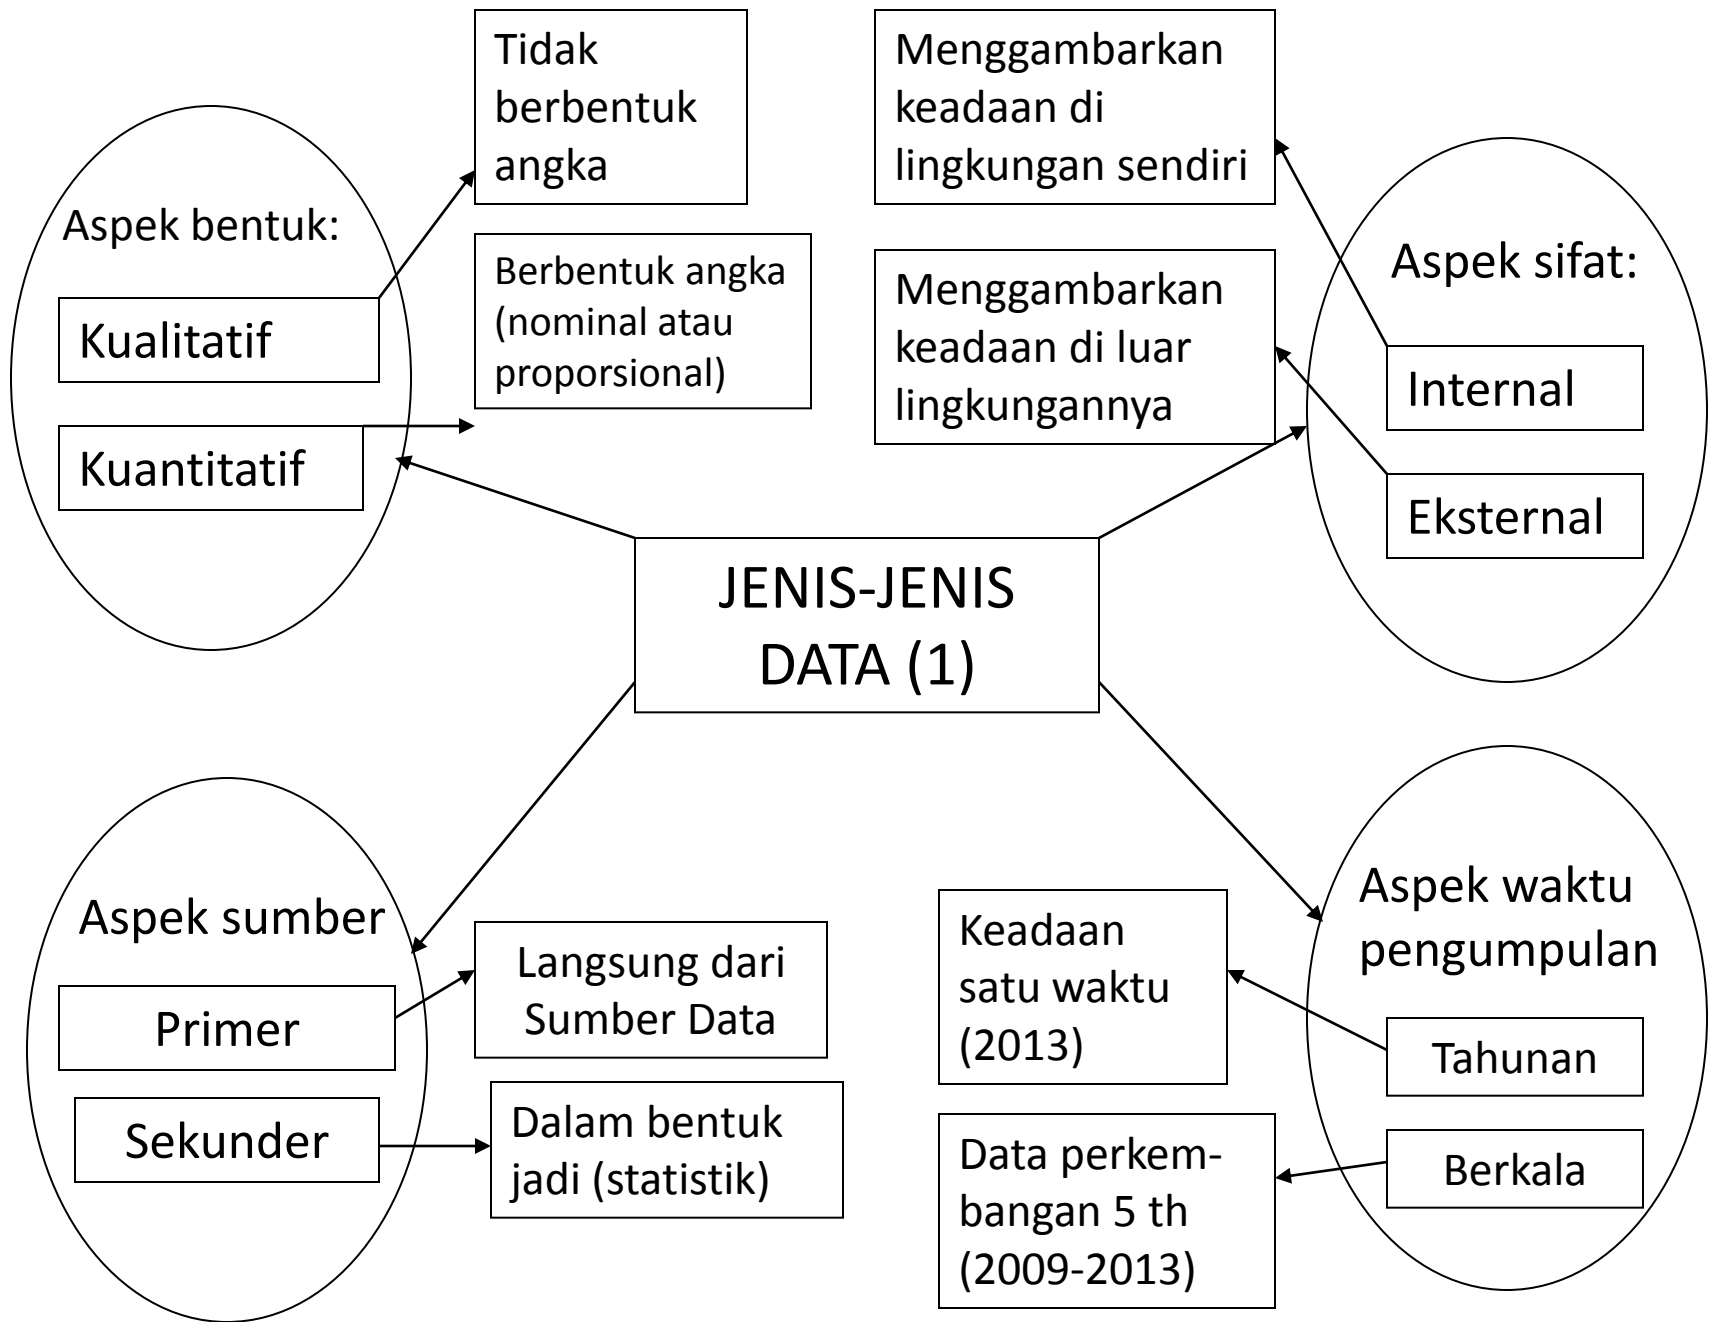 Tidak
berbentuk
angka
Menggambarkan
keadaan di
lingkungan sendiri
Aspek bentuk:
Kualitatif
Kuantitatif
Berbentuk angka
(nominal atau
proporsional)
Menggambarkan
keadaan di luar
lingkungannya
Aspek sifat:
Internal
Eksternal
JENIS-JENIS
DATA (1)
Aspek sumber
Primer
Sekunder
Langsung dari
Sumber Data
Dalam bentuk
jadi (statistik)
Keadaan
satu waktu
(2013)
Data perkem-
bangan 5 th
(2009-2013)
Aspek waktu
pengumpulan
Tahunan
Berkala